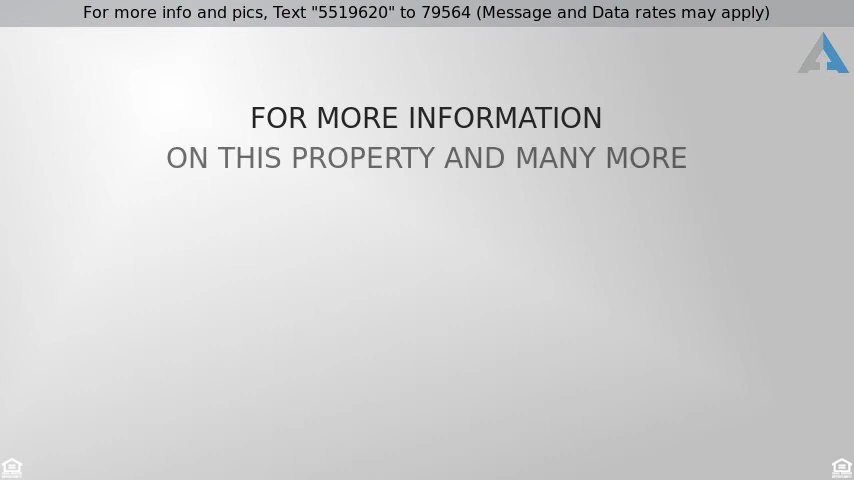 For more info and pics, Text "5519620" to 79564 (Message and Data rates may apply)
FOR MORE INFORMATION
ON THIS PROPERTY AND MANY MORE